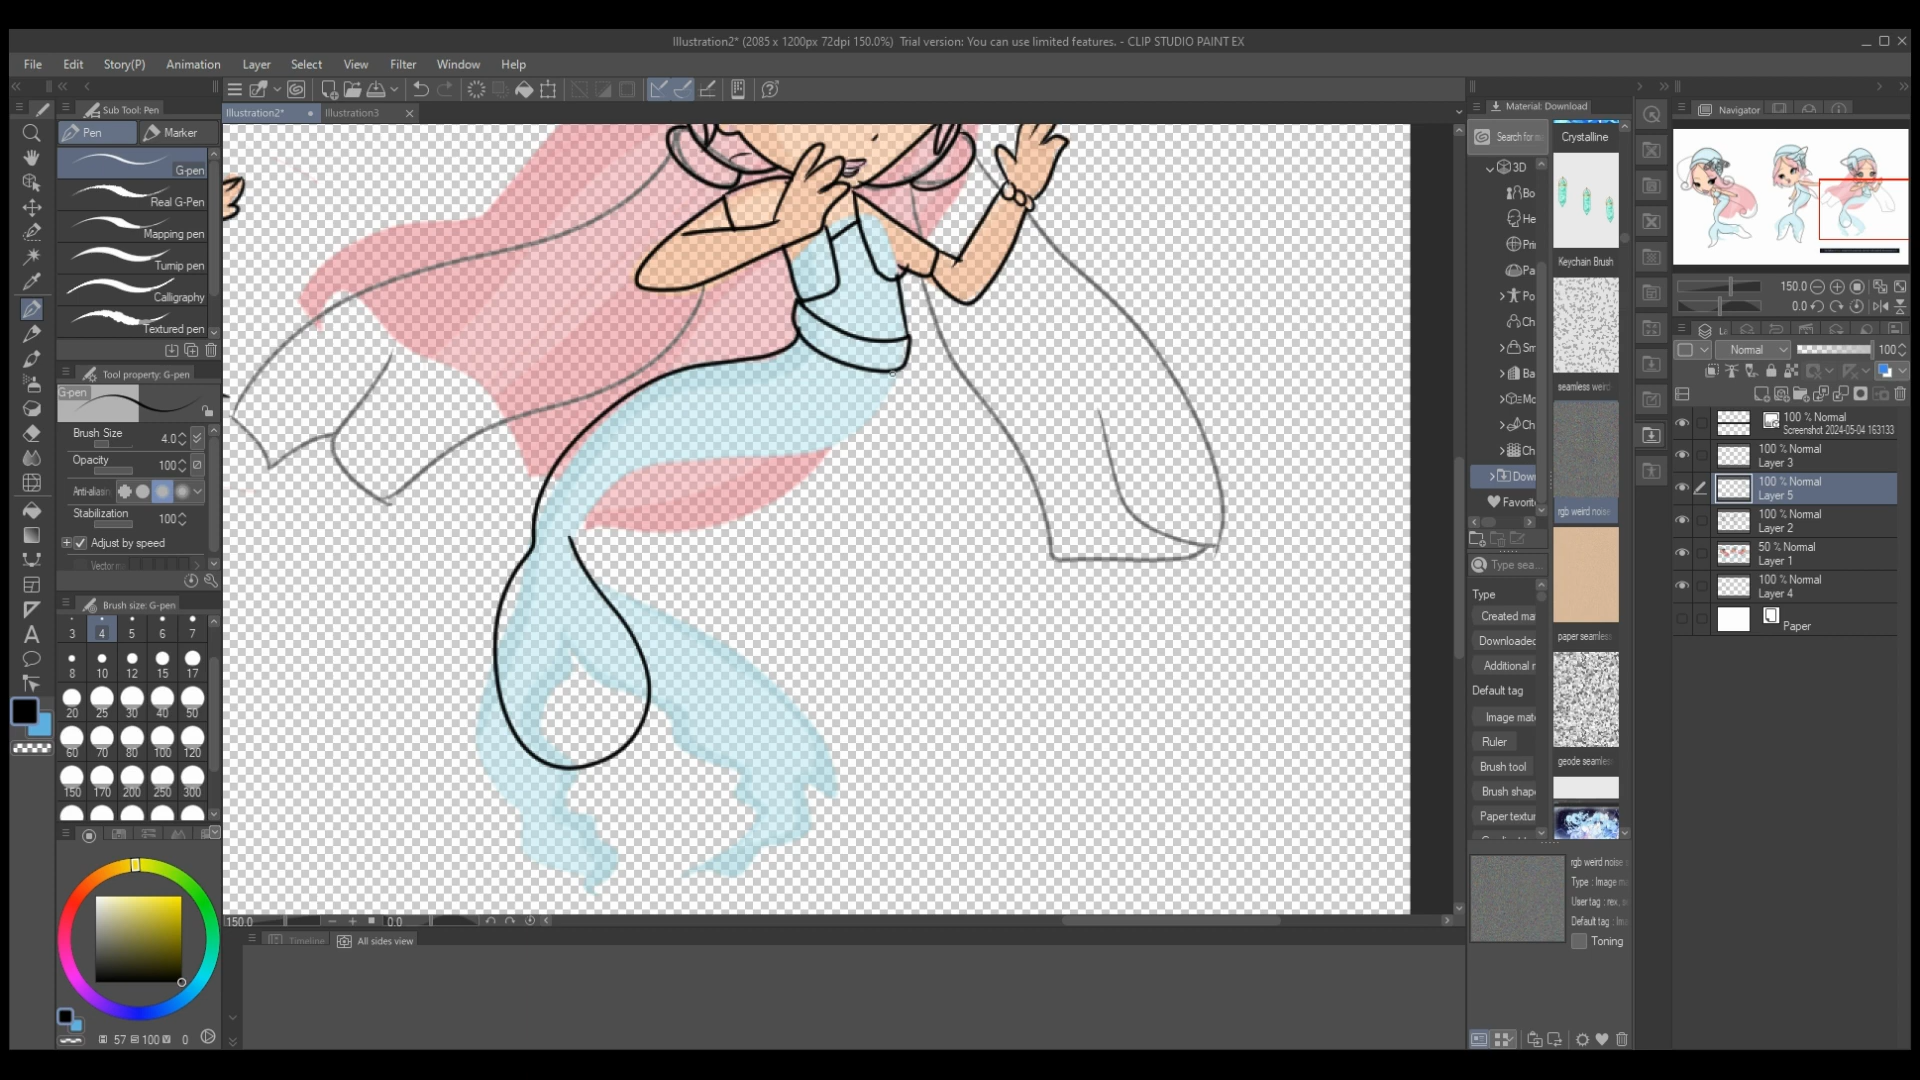 Illustration2* (2085 x 1200px 72dpi 150.0%)  Trial version: You can use limited features. - CLIP STUDIO PAINT EX
File Edit Story(P) Animation Layer Select View Filter Window Help
Sub Tool: Pen
Pen Marker
G-pen
Real G-Pen
Mapping pen
Turnip pen
Calligraphy
Textured pen
Tool property: G-pen
G-pen
Brush Size 4.0
Opacity 100
Anti-aliasin
Stabilization 100
Adjust by speed
Brush size: G-pen
3 4 5 6 7
8 10 12 15 17
20 25 30 40 50
60 70 80 100 120
150 170 200 250 300
57 100 0
Illustration2* Illustration3
150.0 0.0
Timeline All sides view
Material: Download
Search for m
3D
Bo
He
Pri
Pa
Po
Ch
Sm
Ba
Mo
Ch
Ch
Down
Favorit
Type sea...
Type
Created ma
Downloaded
Additional r
Default tag
Image mat
Ruler
Brush tool
Brush shap
Paper textur
Crystalline
Keychain Brush
seamless werd
rgb weird noise
paper seamless
geode seamles
rgb weird noise s
Type : Image m
User tag : rex, s
Default tag : Im
Toning
Navigator
150.0
0.0
Normal 100
100 % Normal
Screenshot 2024-05-04 163133
100 % Normal
Layer 3
100 % Normal
Layer 5
100 % Normal
Layer 2
50 % Normal
Layer 1
100 % Normal
Layer 4
Paper